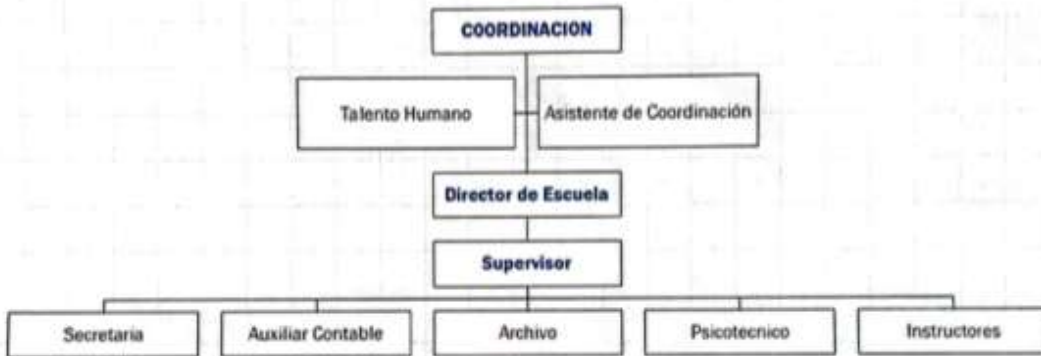 COORDINACION
Talento Humano
Asistente de Coordinación
Director de Escuela
Supervisor
Secretaria
Auxiliar Contable
Archivo
Psicotecnico
Instructores